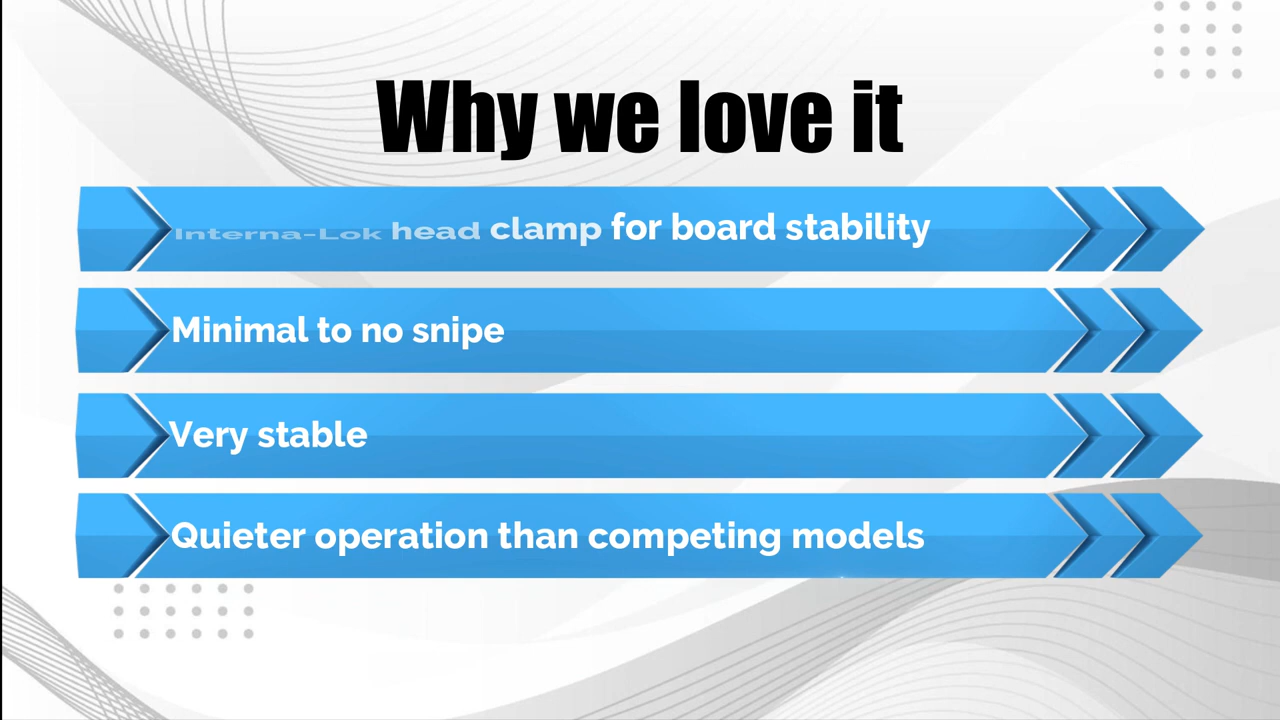 Why we love it
Interna-Lok head clamp for board stability
Minimal to no snipe
Very stable
Quieter operation than competing models